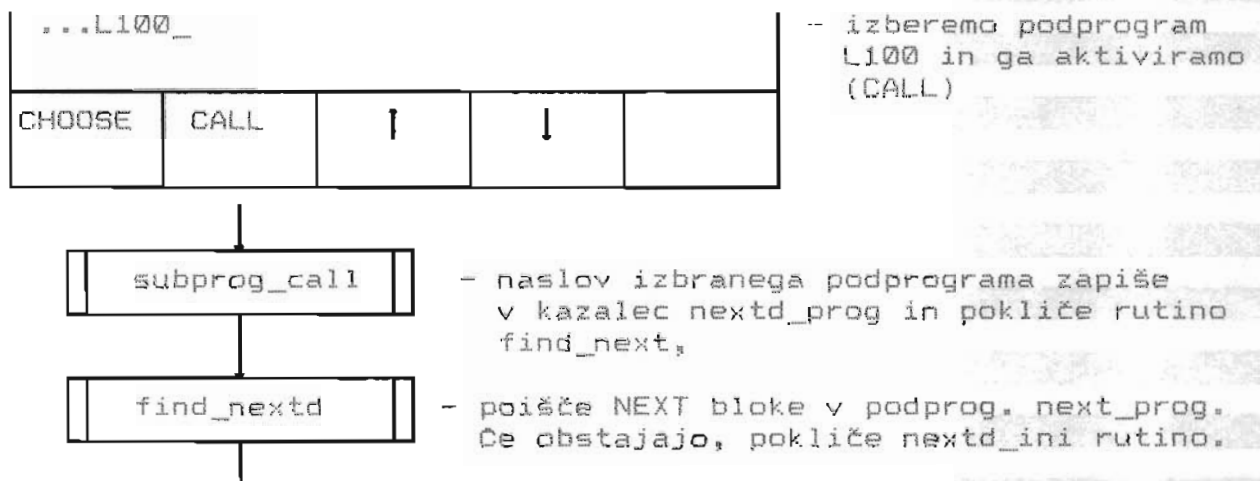 ...L100_
- izberemo podprogram
L100 in ga aktiviramo
(CALL)
CHOOSE CALL ↑ ↓
subprog_call
- naslov izbranega podprograma zapiše
v kazalec nextd_prog in pokliče rutino
find_next,
find_nextd
- poišče NEXT bloke v podprog. next_prog.
Če obstajajo, pokliče nextd_ini rutino.